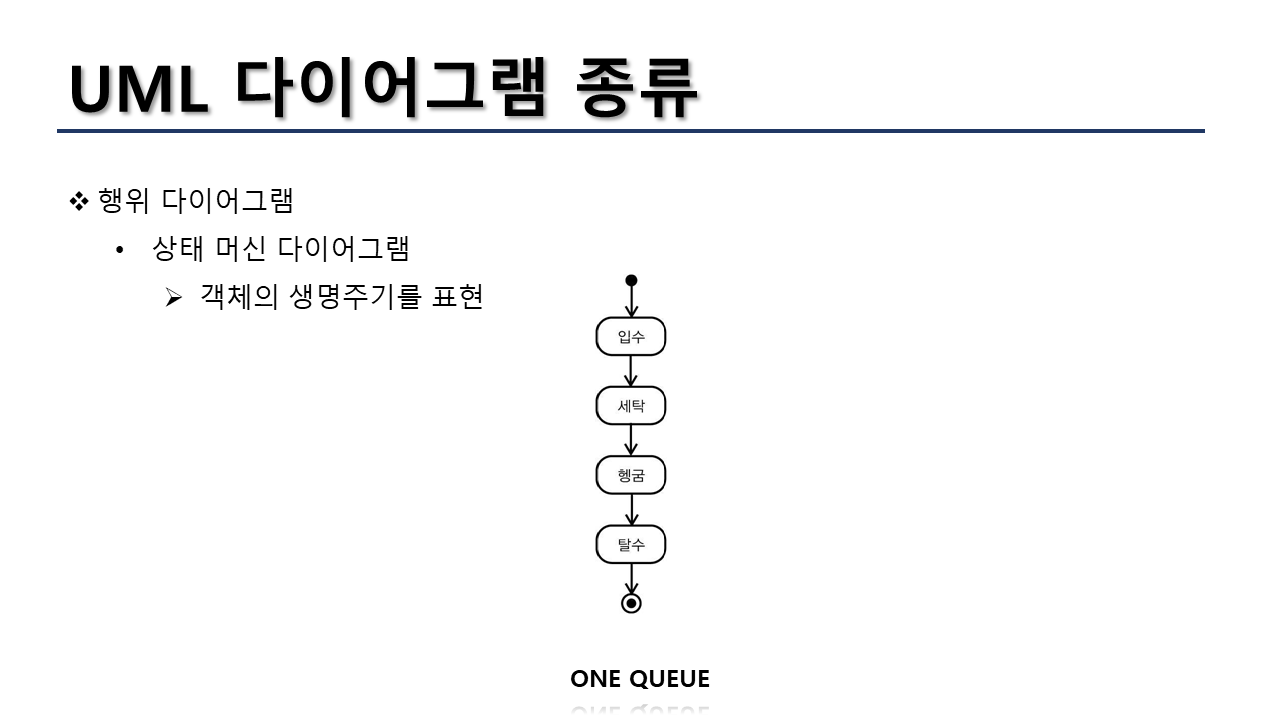 UML 다이어그램 종류
❖ 행위 다이어그램
• 상태 머신 다이어그램
➢ 객체의 생명주기를 표현
입수
세탁
헹굼
탈수
ONE QUEUE